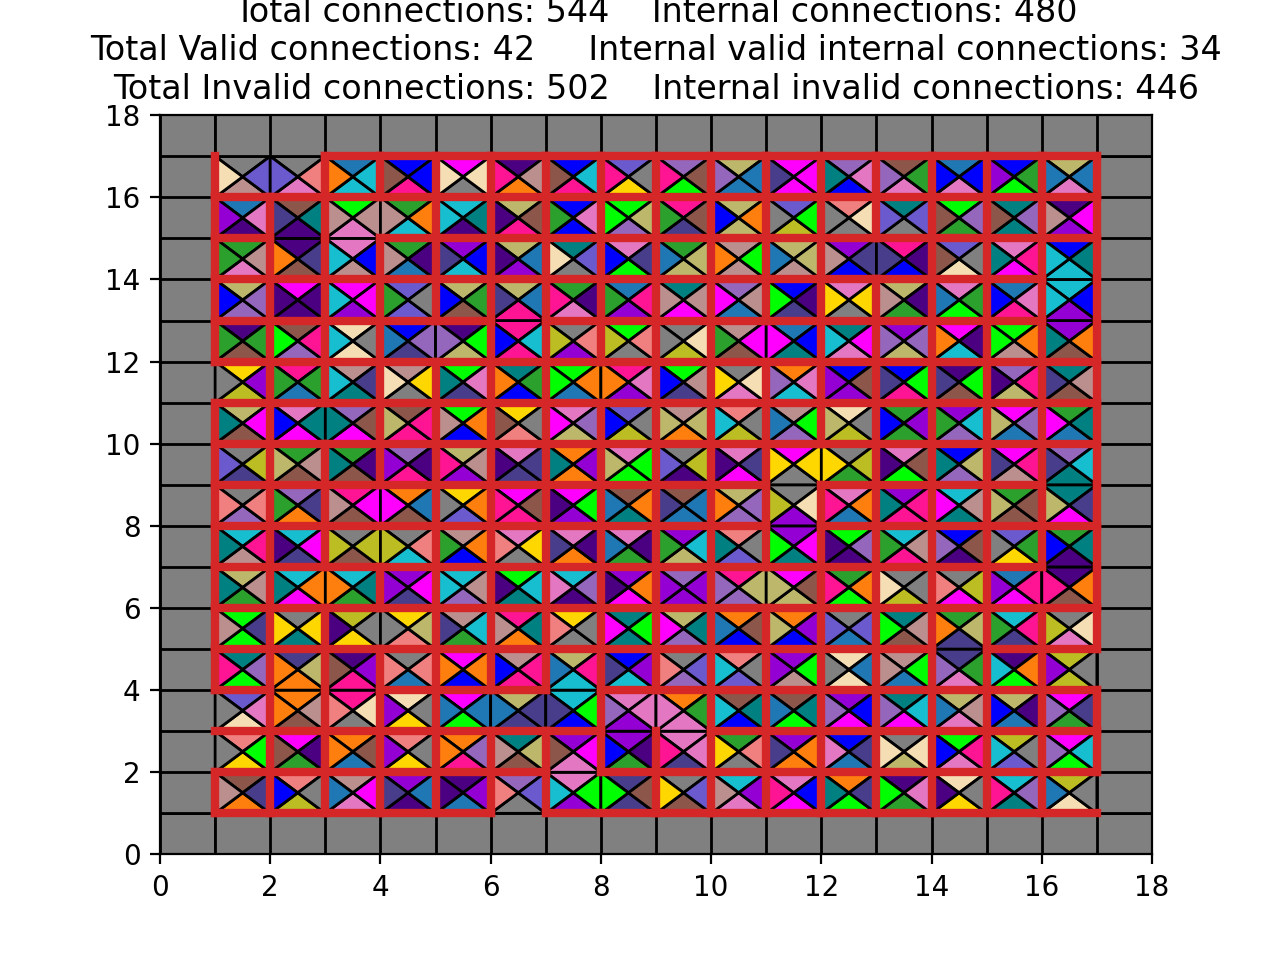 Total connections: 544 Internal connections: 480
Total Valid connections: 42 Internal valid internal connections: 34
Total Invalid connections: 502 Internal invalid connections: 446
18
16
14
12
10
8
6
4
2
0
0 2 4 6 8 10 12 14 16 18